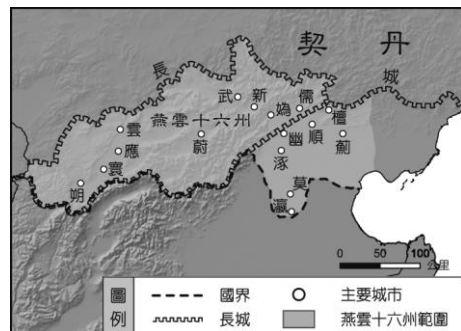 契丹
長城
武
新
媯
儒
檀
雲
燕雲十六州
蔚
幽
順
薊
應
涿
寰
朔
莫
瀛
0 50 100
公里
圖例
國界
主要城市
長城
燕雲十六州範圍